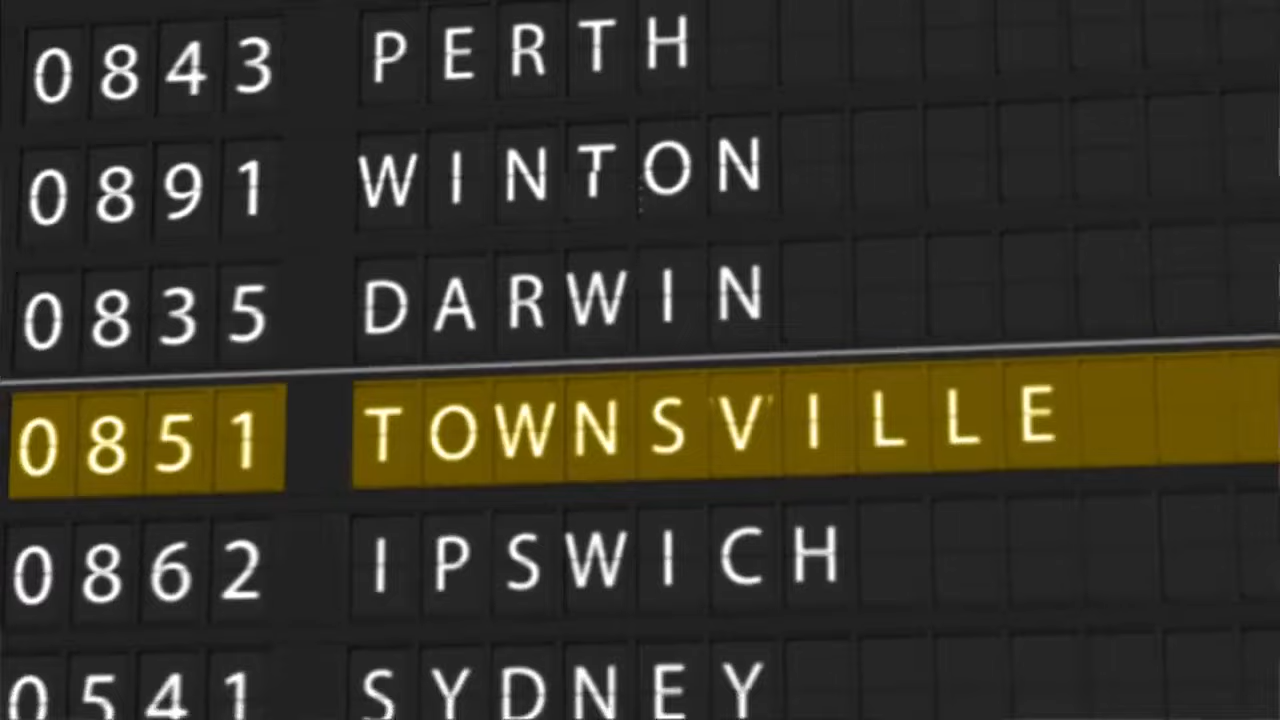 0843 PERTH
0891 WINTON
0835 DARWIN
0851 TOWNSVILLE
0862 IPSWICH
0541 SYDNEY